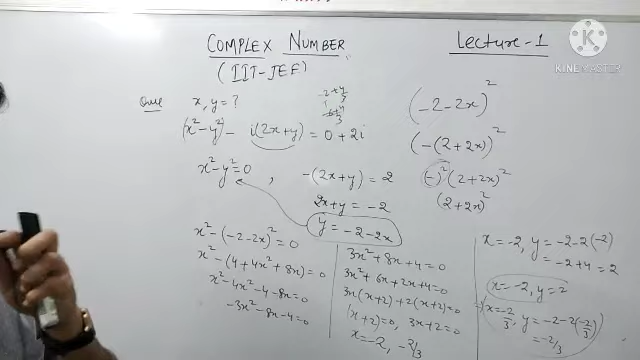 COMPLEX NUMBER
(IIT-JEE)
Lecture-1
KINEMASTER
Que x, y = ?
(x²-y²) - i(2x+y) = 0 + 2i
x²-y²=0 , -(2x+y) = 2
2x+y = -2
y = -2-2x
x² - (-2-2x)² = 0
x² - (4+4x²+8x) = 0
x² - 4x² - 4 - 8x = 0
-3x² - 8x - 4 = 0
3x² + 8x + 4 = 0
3x² + 6x + 2x + 4 = 0
3x(x+2) + 2(x+2) = 0
(x+2) = 0, 3x+2 = 0
x = -2, -2/3
(-2-2x)²
(-(2+2x))²
(-)² (2+2x)²
(2+2x)²
x = -2, y = -2-2(-2)
= -2+4 = 2
x = -2, y = 2
x = -2/3, y = -2-2(-2/3)
= -2/3